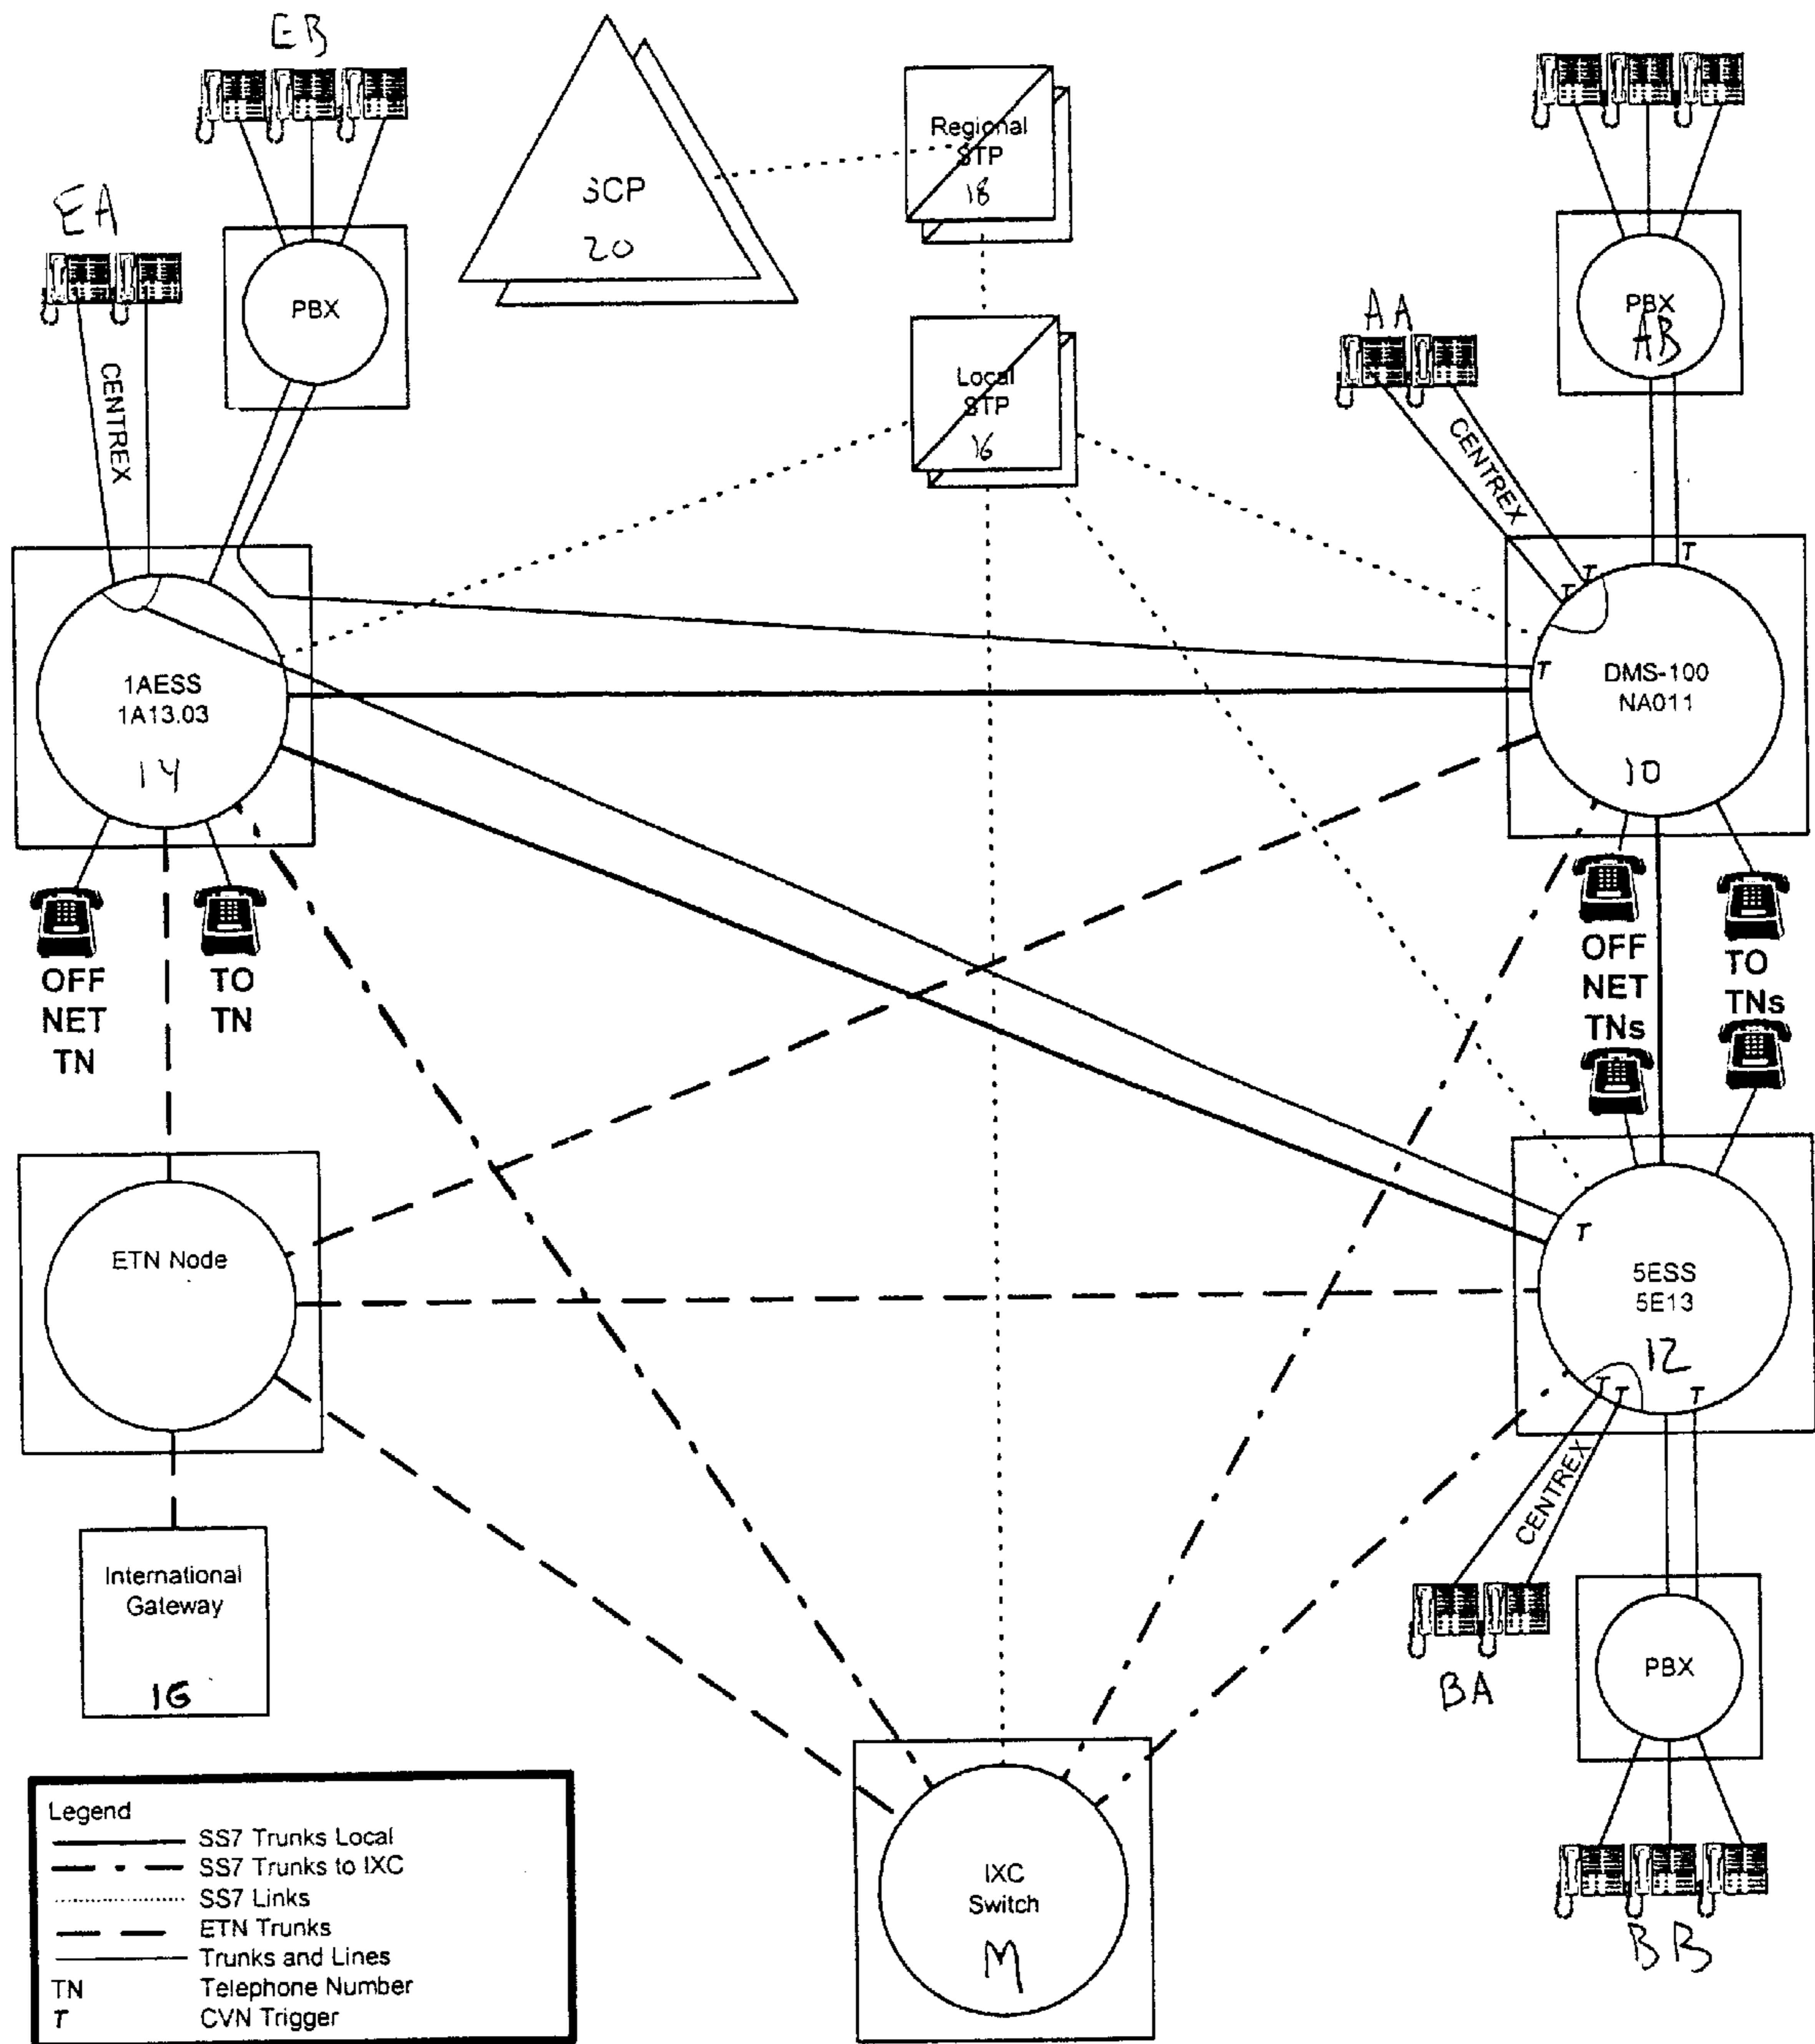 EB
EA
CENTREX
PBX
SCP
20
Regional
STP
18
Local
STP
16
AA
CENTREX
PBX
AB
T
T
T
T
1AESS
1A13.03
14
DMS-100
NA011
10
OFF
NET
TN
TO
TN
OFF
NET
TNs
TO
TNs
ETN Node
T
5ESS
5E13
12
T
T
T
CENTREX
BA
PBX
BB
International
Gateway
IG
IXC
Switch
M
Legend
SS7 Trunks Local
SS7 Trunks to IXC
SS7 Links
ETN Trunks
Trunks and Lines
TN Telephone Number
T CVN Trigger